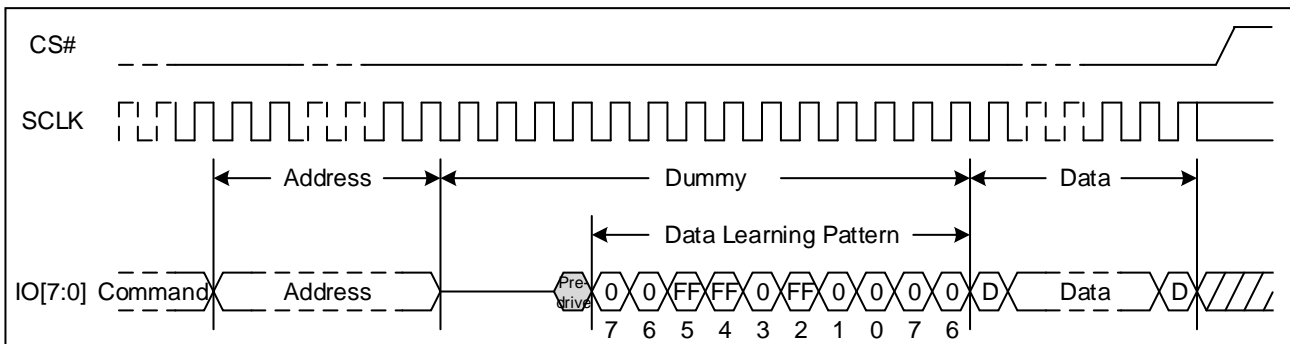 CS#
SCLK
Address Dummy Data
Data Learning Pattern
IO[7:0] Command Address Pre-drive 0 0 FF FF 0 FF 0 0 0 0 D Data D
7 6 5 4 3 2 1 0 7 6